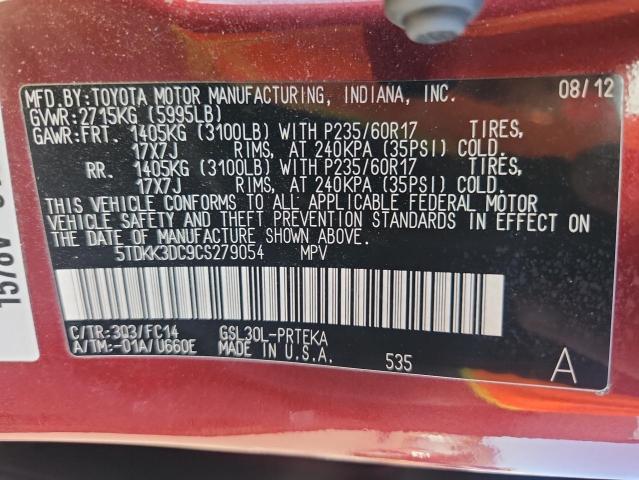 MFD.BY:TOYOTA MOTOR MANUFACTURING, INDIANA, INC. 08/12
GVWR:2715KG (5995LB)
GAWR:FRT. 1405KG (3100LB) WITH P235/60R17 TIRES,
17X7J RIMS, AT 240KPA (35PSI) COLD.
RR. 1405KG (3100LB) WITH P235/60R17 TIRES,
17X7J RIMS, AT 240KPA (35PSI) COLD.
THIS VEHICLE CONFORMS TO ALL APPLICABLE FEDERAL MOTOR
VEHICLE SAFETY AND THEFT PREVENTION STANDARDS IN EFFECT ON
THE DATE OF MANUFACTURE SHOWN ABOVE.
5TDKK3DC9CS279054 MPV
C/TR:3Q3/FC14 GSL30L-PRTEKA
A/TM:-01A/U660E MADE IN U.S.A. 535 A